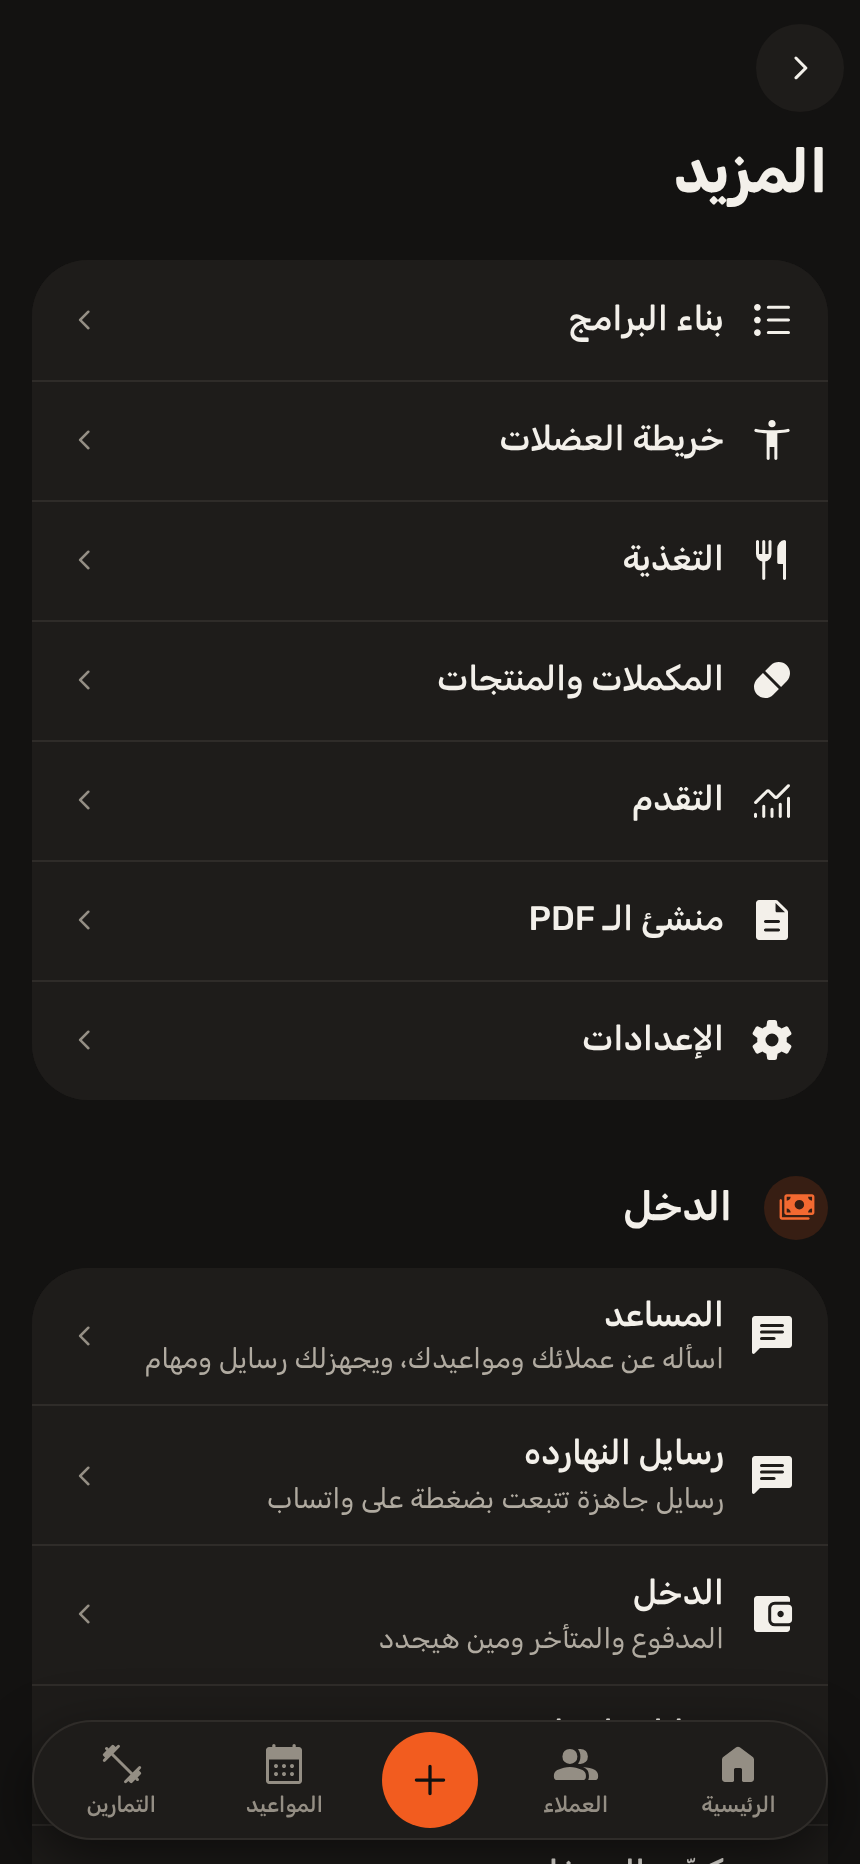 المزيد
بناء البرامج
خريطة العضلات
التغذية
المكملات والمنتجات
التقدم
منشئ الـ PDF
الإعدادات
الدخل
المساعد
اسأله عن عملائك ومواعيدك، ويجهزلك رسايل ومهام
رسايل النهارده
رسايل جاهزة تتبعت بضغطة على واتساب
الدخل
المدفوع والمتأخر ومين هيجدد
الرئيسية
العملاء
المواعيد
التمارين